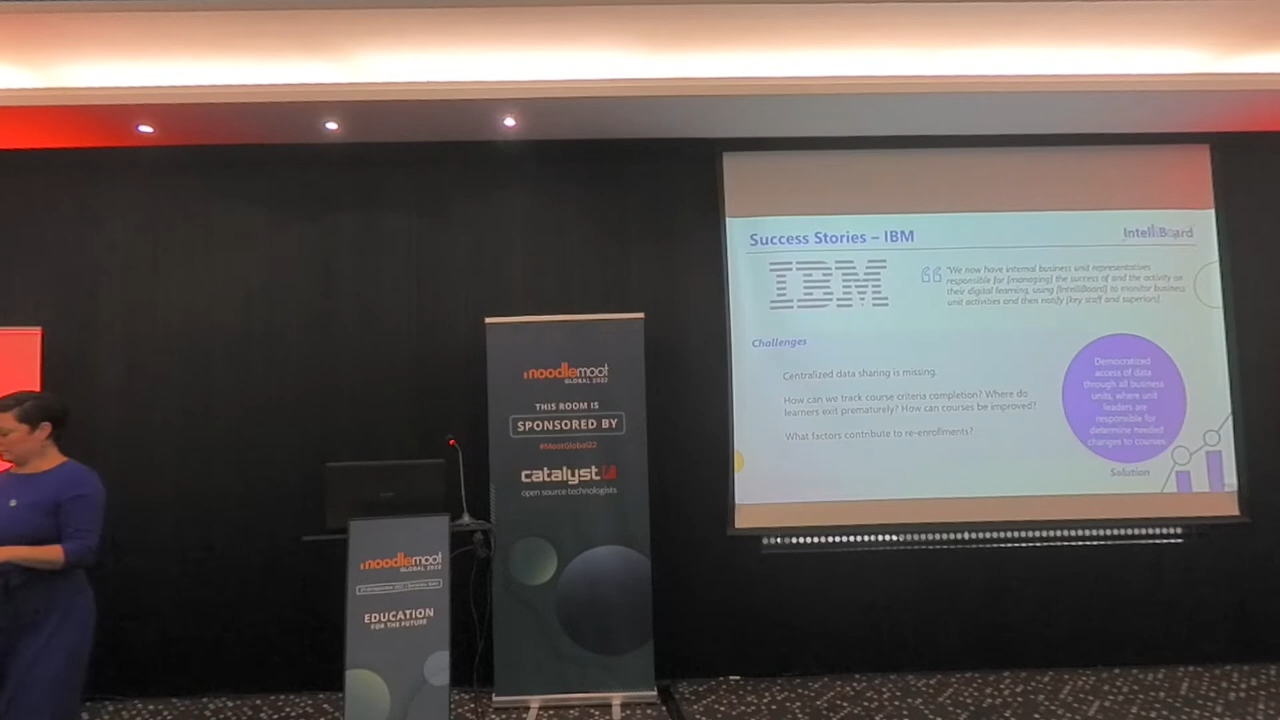 Success Stories – IBM
IntelliBoard
IBM
"We now have internal business unit representatives
responsible for [managing] the success of and the activity on
their digital learning, using [IntelliBoard] to monitor business
unit activities and then notify [key staff and superior].
Challenges
Centralized data sharing is missing.
How can we track course criteria completion? Where do
learners exit prematurely? How can courses be improved?
What factors contribute to re-enrollments?
Democratized
access of data
through all business
units, where unit
leaders are
responsible for
determine needed
changes to courses.
Solution
moodlemoot
GLOBAL 2022
THIS ROOM IS
SPONSORED BY
#MootGlobal22
catalyst
open source technologists
moodlemoot
GLOBAL 2022
EDUCATION
FOR THE FUTURE